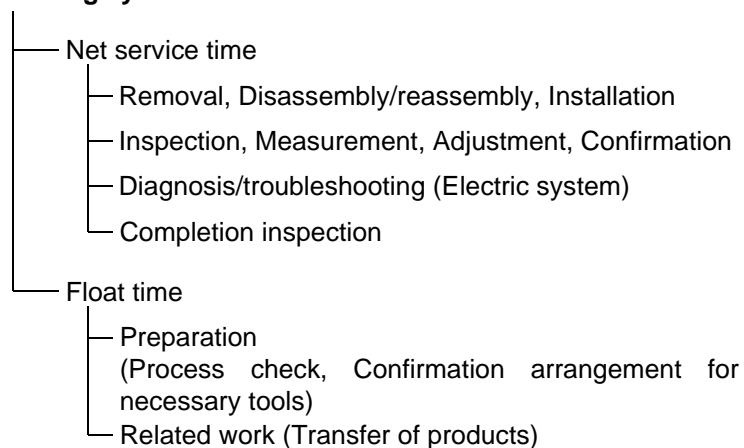 Net service time
Removal, Disassembly/reassembly, Installation
Inspection, Measurement, Adjustment, Confirmation
Diagnosis/troubleshooting (Electric system)
Completion inspection
Float time
Preparation
(Process check, Confirmation arrangement for
necessary tools)
Related work (Transfer of products)